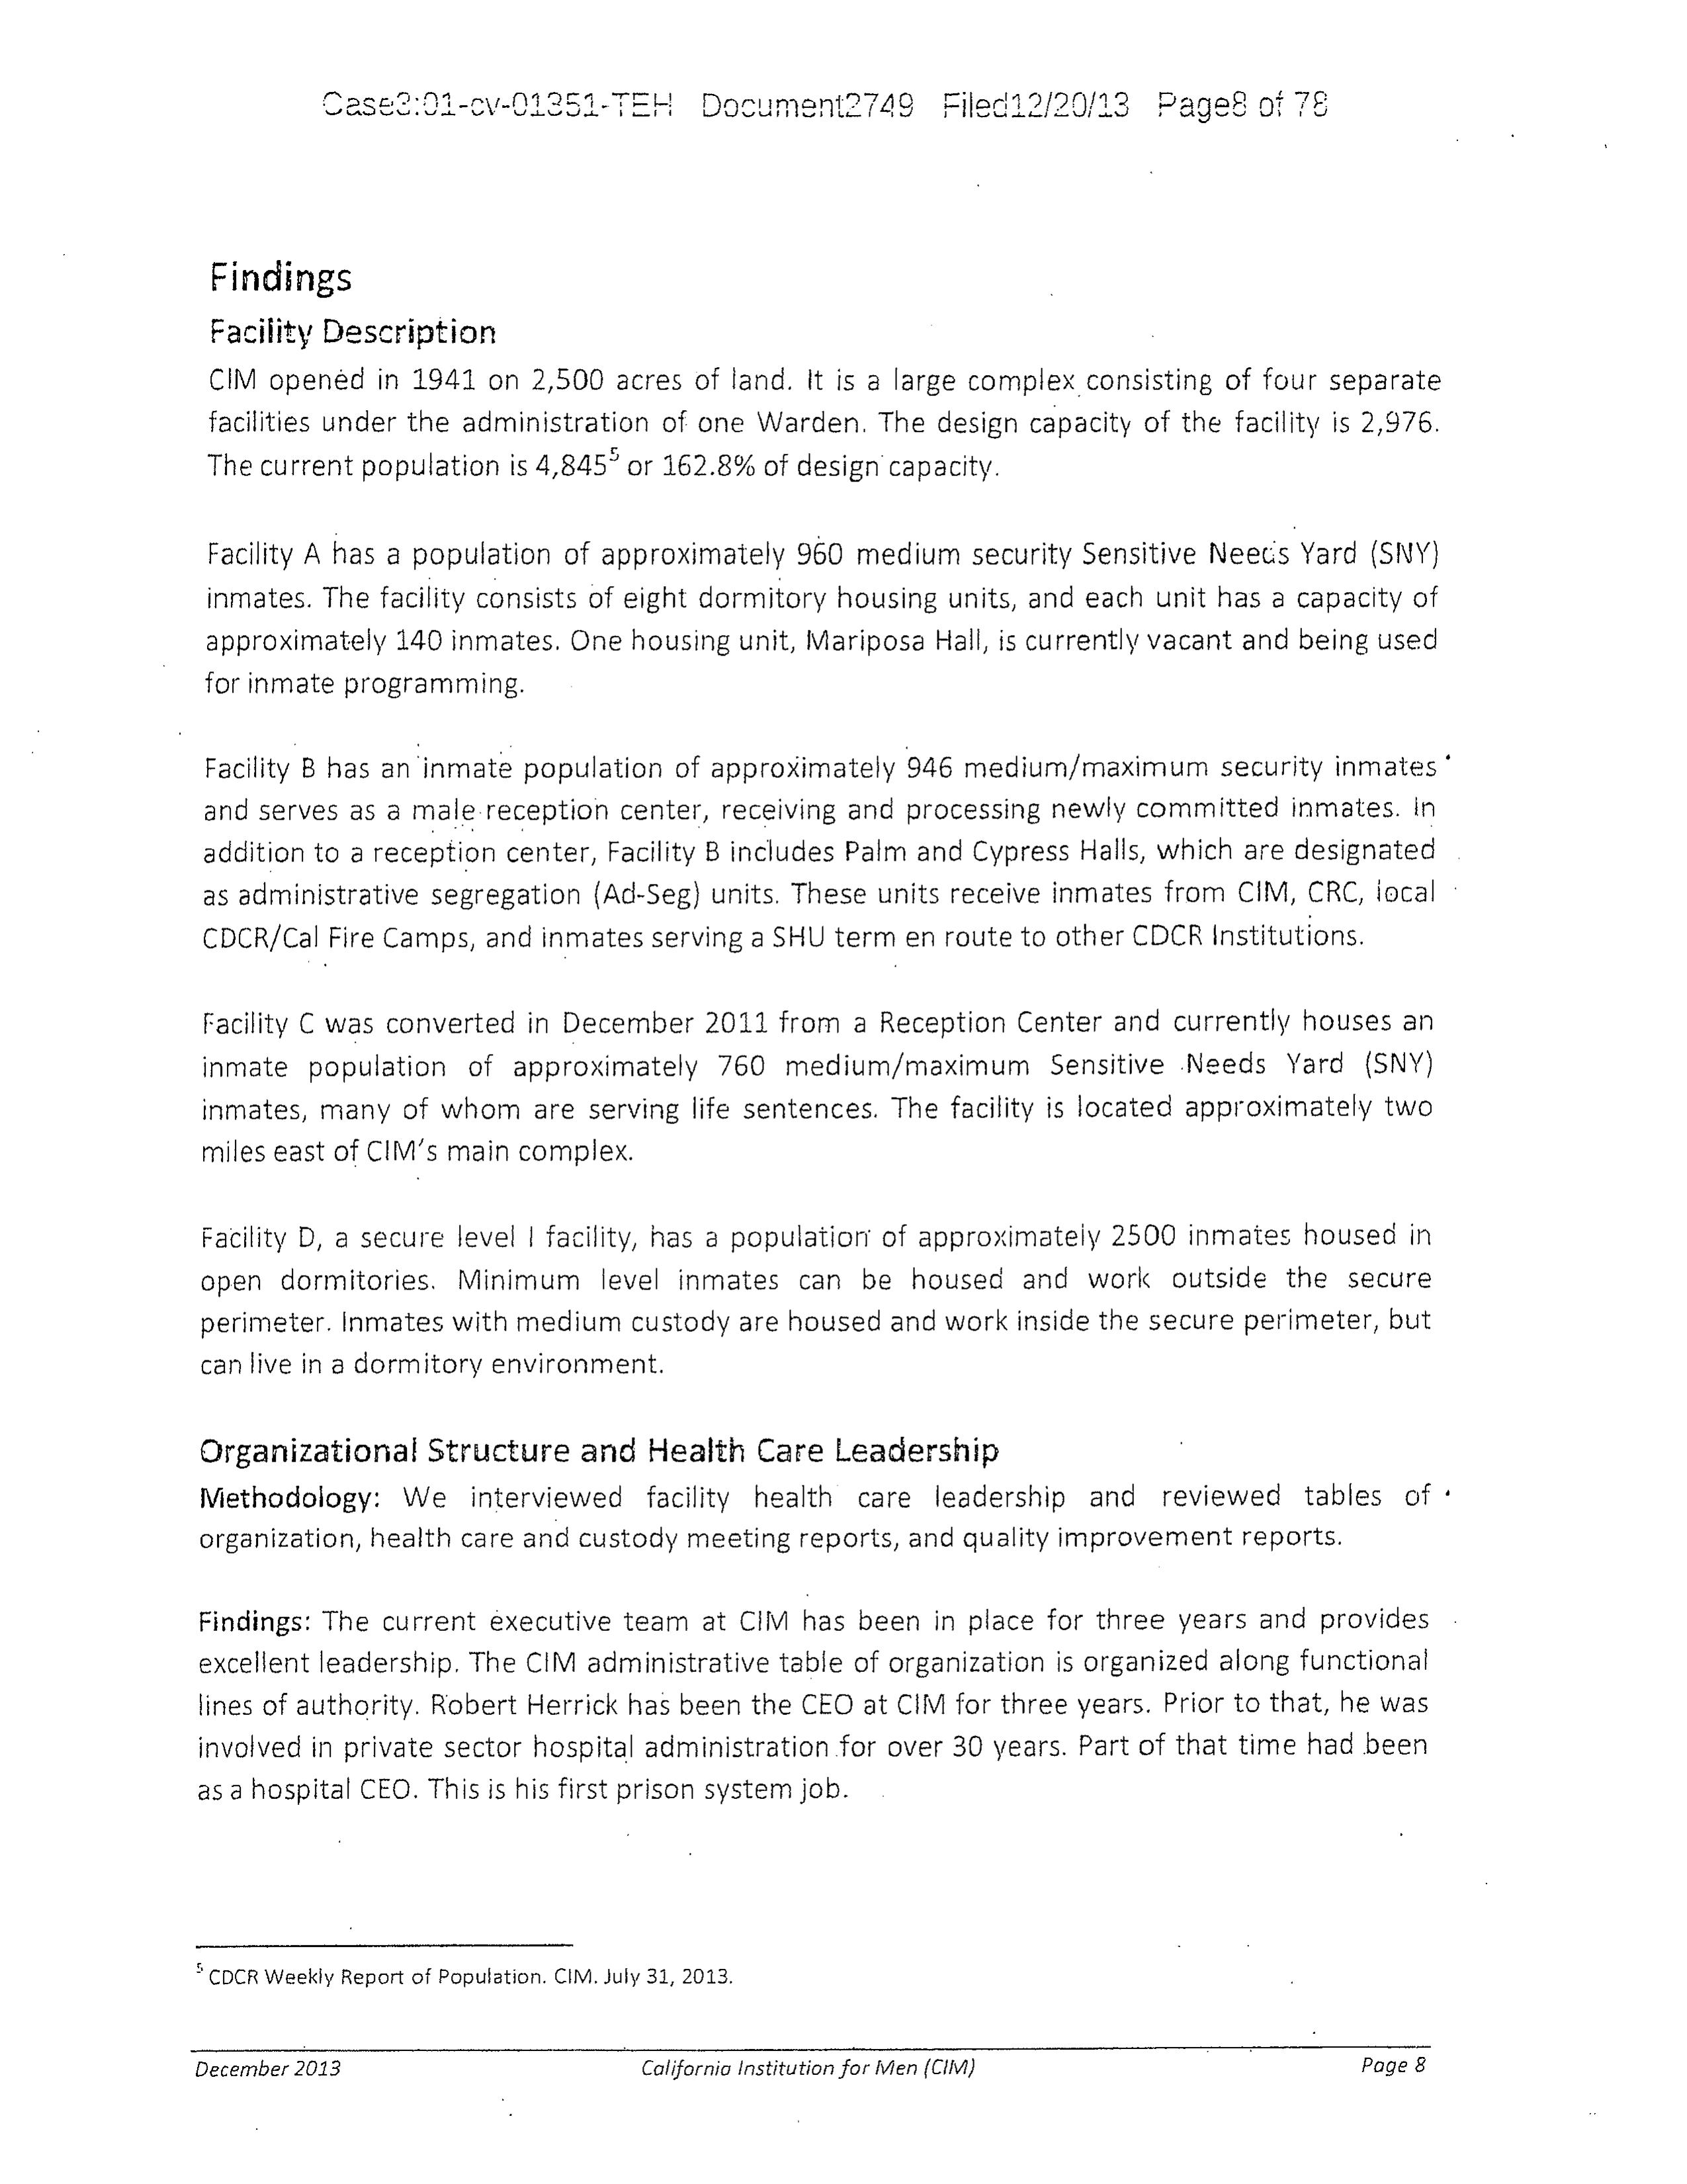 Case3:01-cv-01351-TEH Document2749 Filed12/20/13 Page8 of 78
Findings
Facility Description
CIM opened in 1941 on 2,500 acres of land. It is a large complex consisting of four separate
facilities under the administration of one Warden. The design capacity of the facility is 2,976.
The current population is 4,845⁵ or 162.8% of design capacity.
Facility A has a population of approximately 960 medium security Sensitive Needs Yard (SNY)
inmates. The facility consists of eight dormitory housing units, and each unit has a capacity of
approximately 140 inmates. One housing unit, Mariposa Hall, is currently vacant and being used
for inmate programming.
Facility B has an inmate population of approximately 946 medium/maximum security inmates
and serves as a male reception center, receiving and processing newly committed inmates. In
addition to a reception center, Facility B includes Palm and Cypress Halls, which are designated
as administrative segregation (Ad-Seg) units. These units receive inmates from CIM, CRC, local
CDCR/Cal Fire Camps, and inmates serving a SHU term en route to other CDCR Institutions.
Facility C was converted in December 2011 from a Reception Center and currently houses an
inmate population of approximately 760 medium/maximum Sensitive Needs Yard (SNY)
inmates, many of whom are serving life sentences. The facility is located approximately two
miles east of CIM's main complex.
Facility D, a secure level I facility, has a population of approximately 2500 inmates housed in
open dormitories. Minimum level inmates can be housed and work outside the secure
perimeter. Inmates with medium custody are housed and work inside the secure perimeter, but
can live in a dormitory environment.
Organizational Structure and Health Care Leadership
Methodology: We interviewed facility health care leadership and reviewed tables of
organization, health care and custody meeting reports, and quality improvement reports.
Findings: The current executive team at CIM has been in place for three years and provides
excellent leadership. The CIM administrative table of organization is organized along functional
lines of authority. Robert Herrick has been the CEO at CIM for three years. Prior to that, he was
involved in private sector hospital administration for over 30 years. Part of that time had been
as a hospital CEO. This is his first prison system job.
⁵ CDCR Weekly Report of Population. CIM. July 31, 2013.
December 2013 California Institution for Men (CIM) Page 8